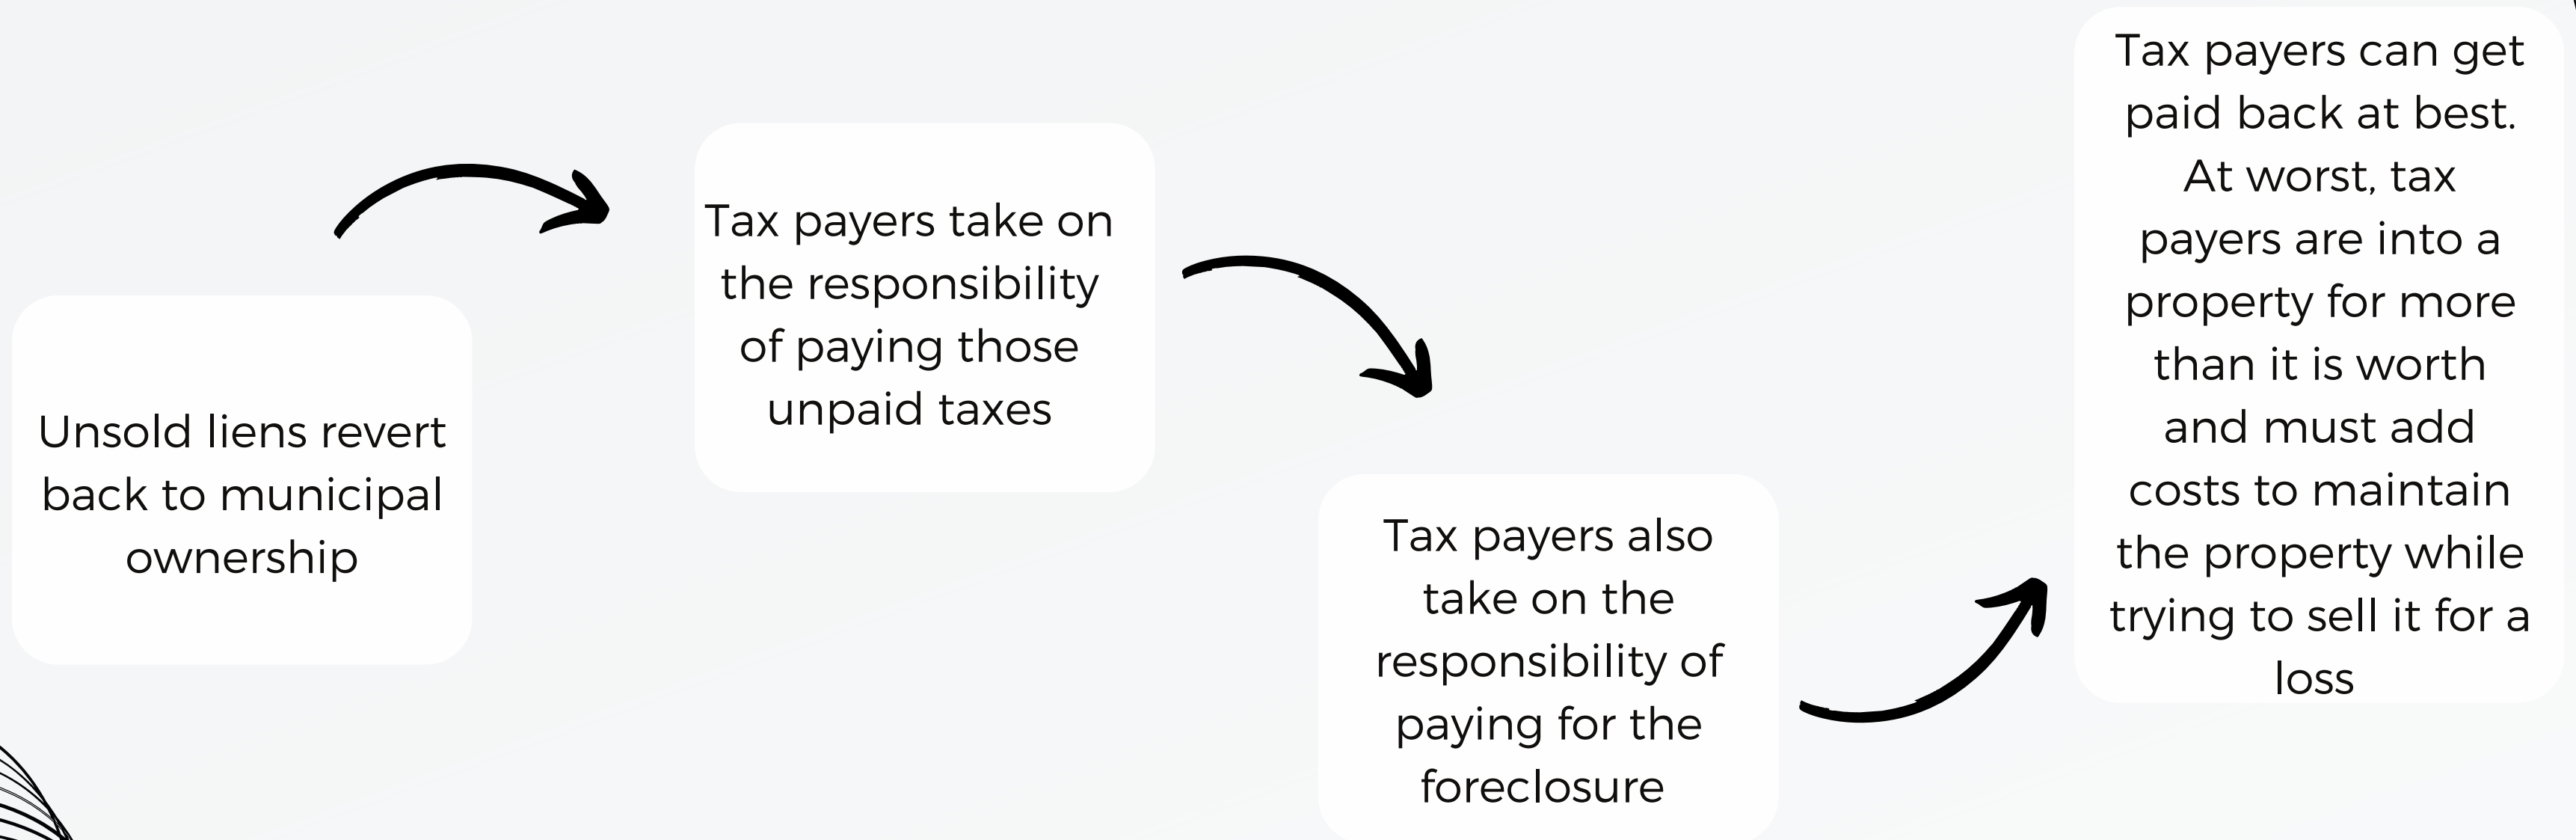 Unsold liens revert
back to municipal
ownership
Tax payers take on
the responsibility
of paying those
unpaid taxes
Tax payers also
take on the
responsibility of
paying for the
foreclosure
Tax payers can get
paid back at best.
At worst, tax
payers are into a
property for more
than it is worth
and must add
costs to maintain
the property while
trying to sell it for a
loss